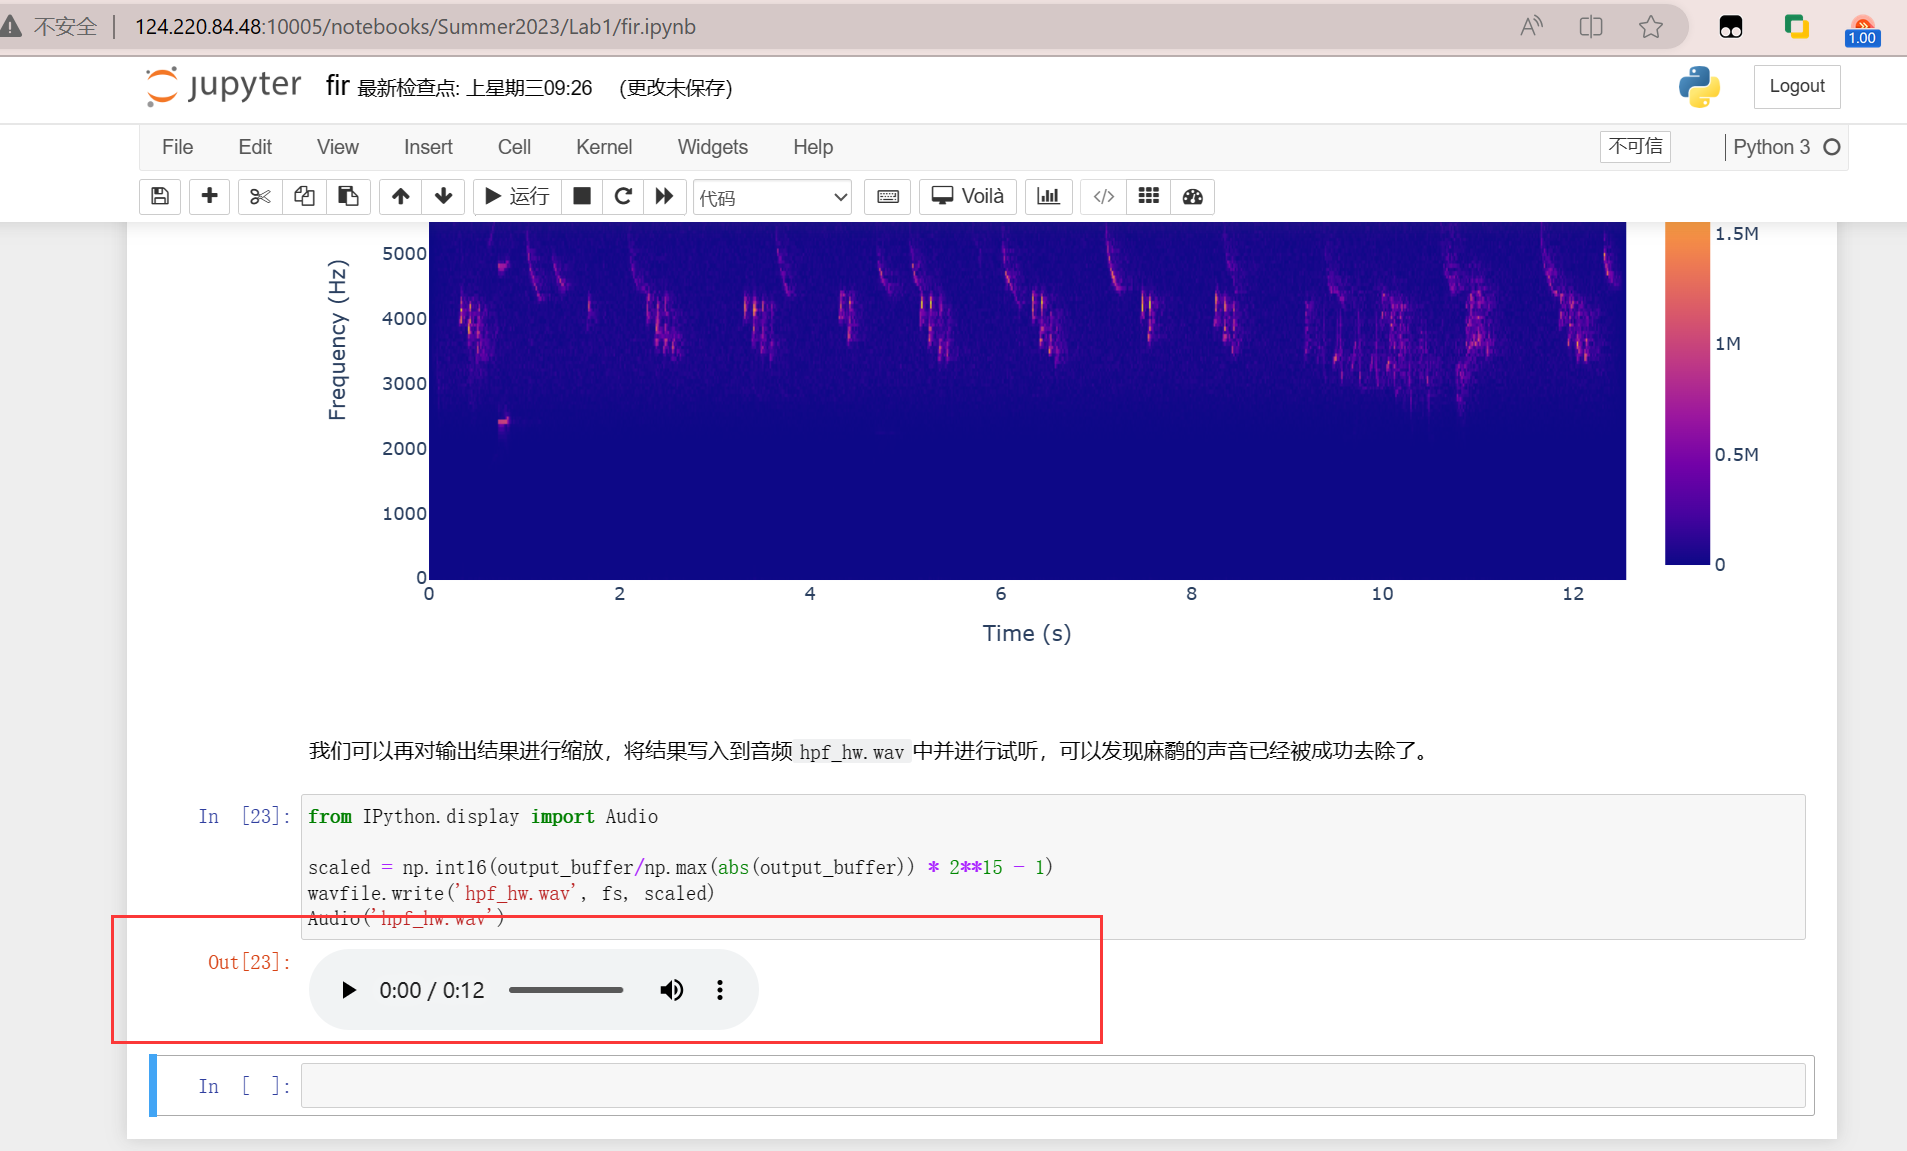 不安全 124.220.84.48:10005/notebooks/Summer2023/Lab1/fir.ipynb
1.00
jupyter fir 最新检查点: 上星期三09:26 (更改未保存)
Logout
File Edit View Insert Cell Kernel Widgets Help 不可信 Python 3
运行 代码 Voilà
5000
4000
3000
2000
1000
0
Frequency (Hz)
0 2 4 6 8 10 12
Time (s)
1.5M
1M
0.5M
0
我们可以再对输出结果进行缩放，将结果写入到音频 hpf_hw.wav 中并进行试听，可以发现麻鹬的声音已经被成功去除了。
In [23]: from IPython.display import Audio
scaled = np.int16(output_buffer/np.max(abs(output_buffer)) * 2**15 - 1)
wavfile.write('hpf_hw.wav', fs, scaled)
Audio('hpf_hw.wav')
Out[23]:
0:00 / 0:12
In [ ]: